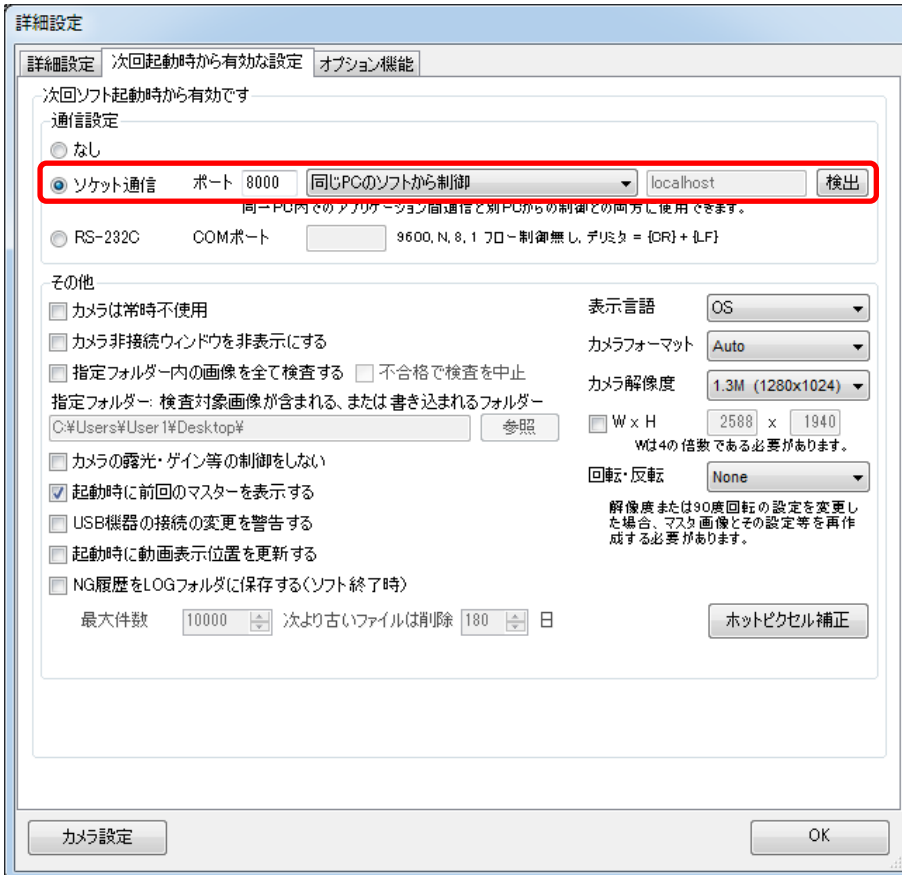 詳細設定
詳細設定 次回起動時から有効な設定 オプション機能
次回ソフト起動時から有効です
通信設定
なし
ソケット通信 ポート 8000 同じPCのソフトから制御 localhost 検出
同一PC内でのアプリケーション間通信と別PCからの制御との両方に使用できます。
RS-232C COMポート 9600, N, 8, 1 フロー制御無し, デリミタ = {CR} + {LF}
その他
カメラは常時不使用
表示言語 OS
カメラ非接続ウィンドウを非表示にする
カメラフォーマット Auto
指定フォルダー内の画像を全て検査する 不合格で検査を中止
カメラ解像度 1.3M (1280x1024)
指定フォルダー: 検査対象画像が含まれる、または書き込まれるフォルダー
C:¥Users¥User1¥Desktop¥ 参照
W x H 2588 x 1940
Wは4の倍数である必要があります。
カメラの露光・ゲイン等の制御をしない
回転・反転 None
起動時に前回のマスターを表示する
解像度または90度回転の設定を変更し
た場合、マスタ画像とその設定等を再作
成する必要があります。
USB機器の接続の変更を警告する
起動時に動画表示位置を更新する
NG履歴をLOGフォルダに保存する(ソフト終了時)
最大件数 10000 次より古いファイルは削除 180 日
ホットピクセル補正
カメラ設定 OK